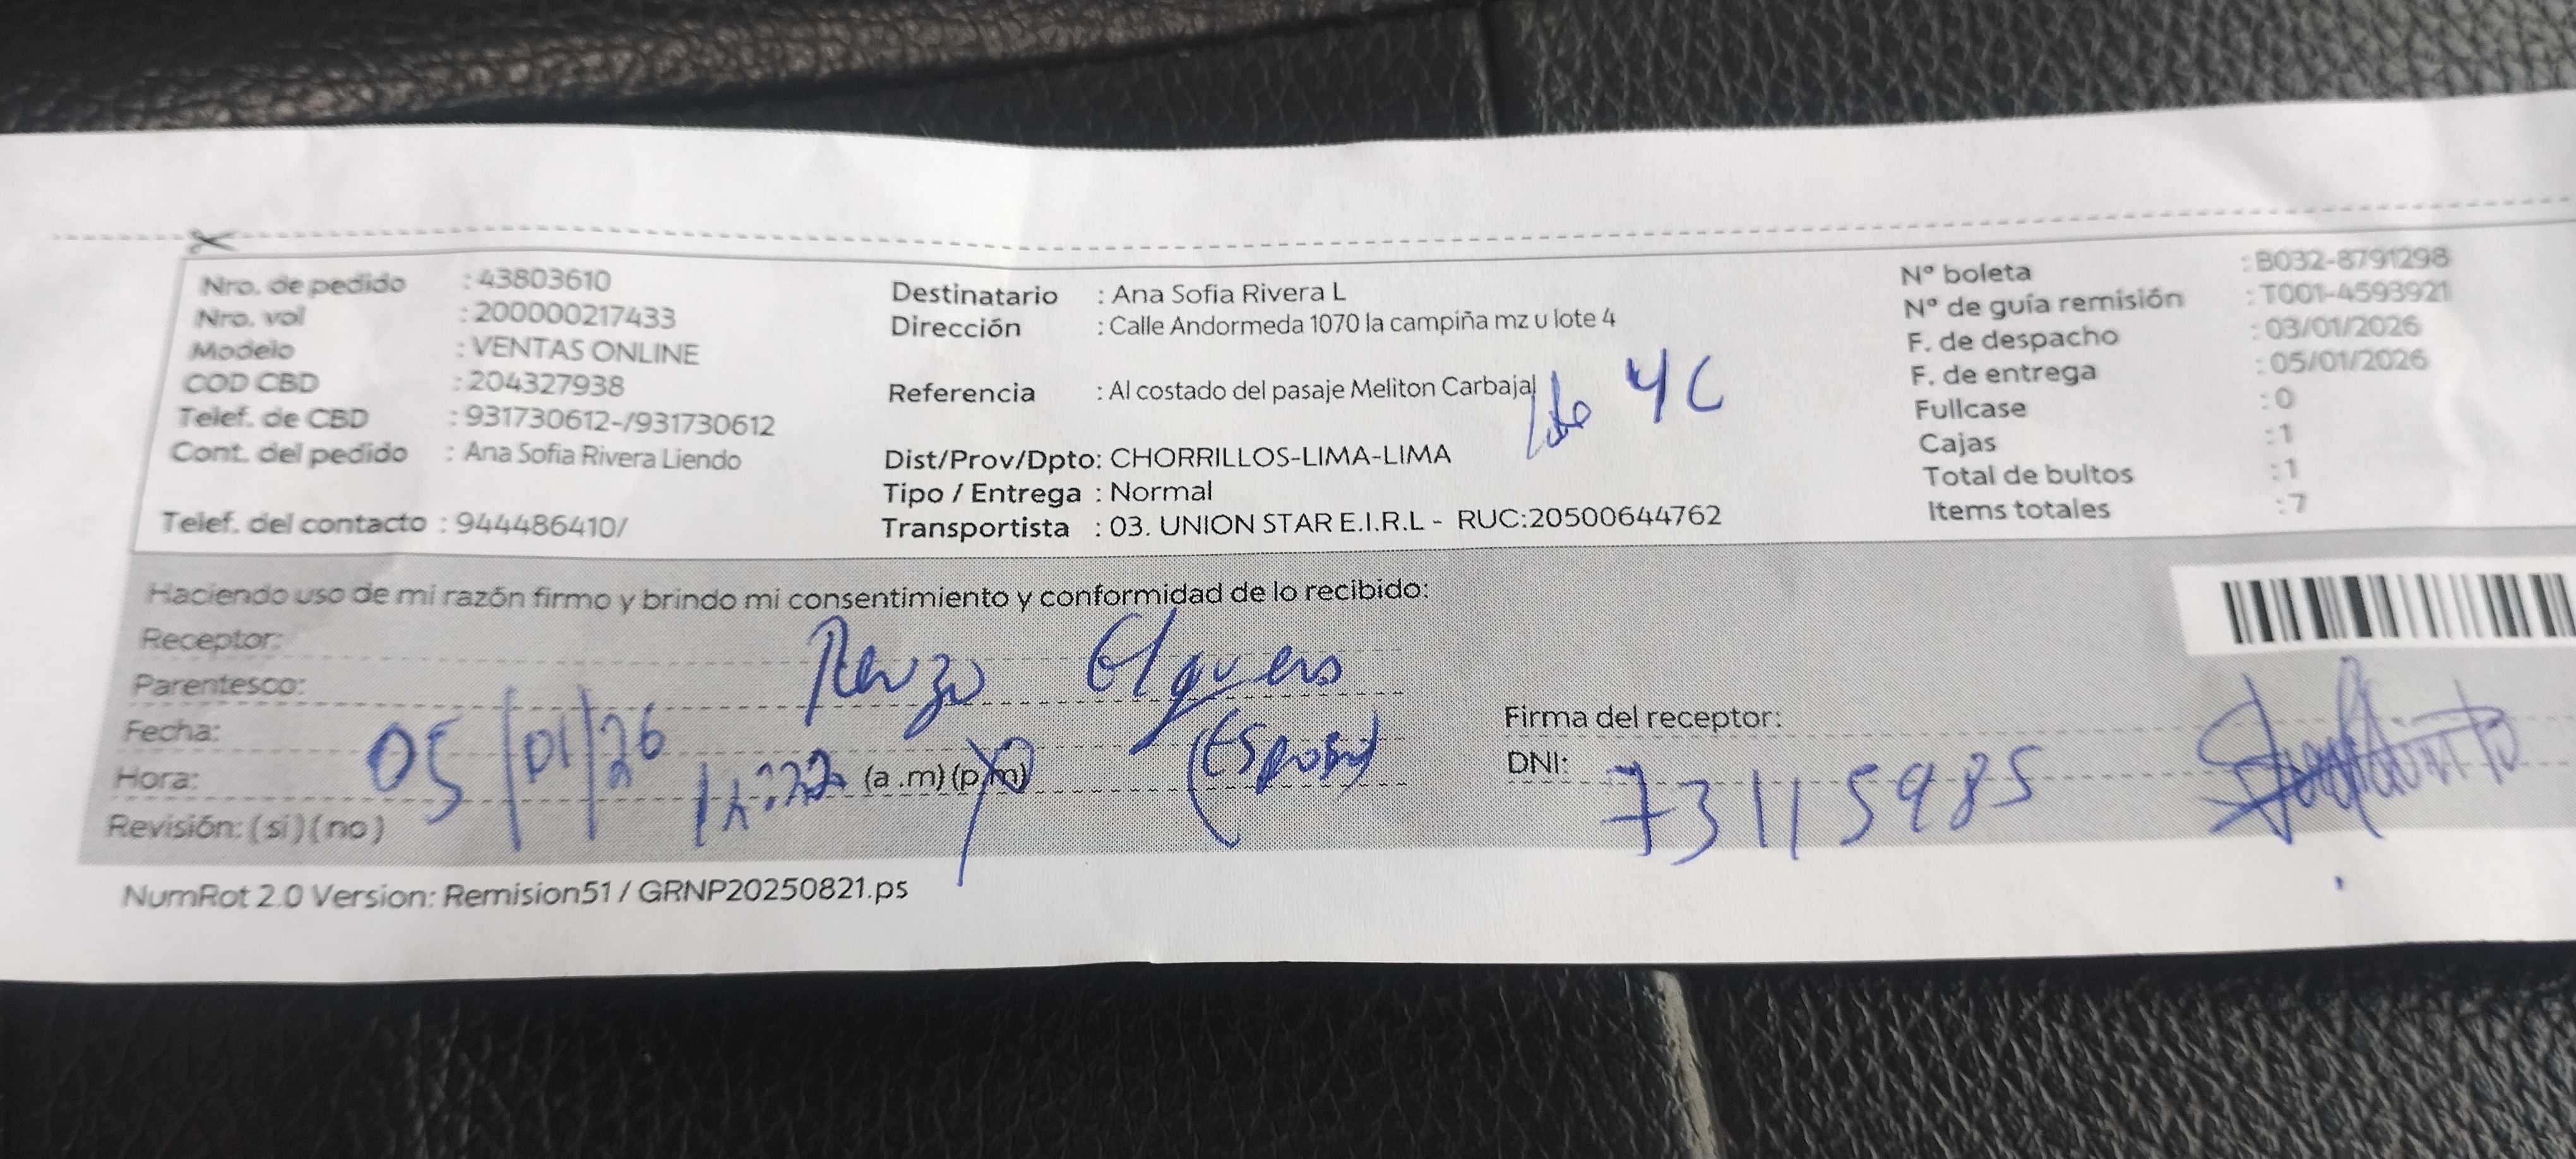 Nro. de pedido : 43803610
Nro. vol : 200000217433
Modelo : VENTAS ONLINE
COD CBD : 204327938
Telef. de CBD : 931730612-/931730612
Cont. del pedido : Ana Sofia Rivera Liendo
Telef. del contacto : 944486410/
Destinatario : Ana Sofia Rivera L
Dirección : Calle Andormeda 1070 la campiña mz u lote 4
Referencia : Al costado del pasaje Meliton Carbajal
lote 4C
Dist/Prov/Dpto: CHORRILLOS-LIMA-LIMA
Tipo / Entrega : Normal
Transportista : 03. UNION STAR E.I.R.L - RUC:20500644762
N° boleta : B032-8791298
N° de guía remisión : T001-4593921
F. de despacho : 03/01/2026
F. de entrega : 05/01/2026
Fullcase : 0
Cajas : 1
Total de bultos : 1
Items totales : 7
Haciendo uso de mi razón firmo y brindo mi consentimiento y conformidad de lo recibido:
Receptor: Renzo
Parentesco: (Esposo)
Fecha: 05/01/26
Hora: (a .m) (p.m)
Revisión: (si) (no)
Firma del receptor:
DNI: 73115985
NumRot 2.0 Version: Remision51 / GRNP20250821.ps